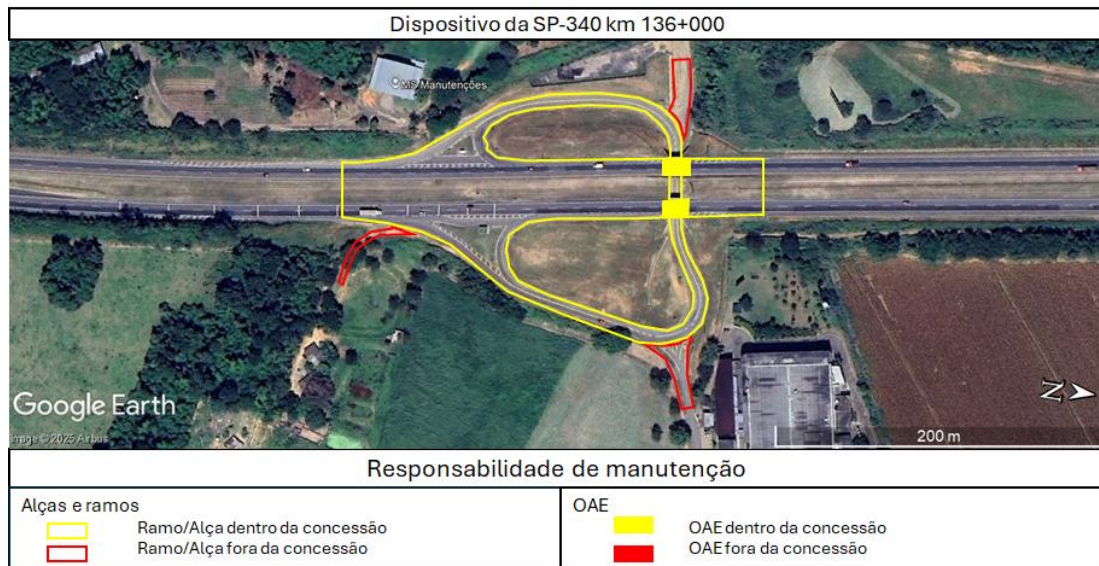 Dispositivo da SP-340 km 136+000
MS Manutenções
Google Earth
Image © 2025 Airbus
N
200 m
Responsabilidade de manutenção
Alças e ramos
Ramo/Alça dentro da concessão
Ramo/Alça fora da concessão
OAE
OAE dentro da concessão
OAE fora da concessão